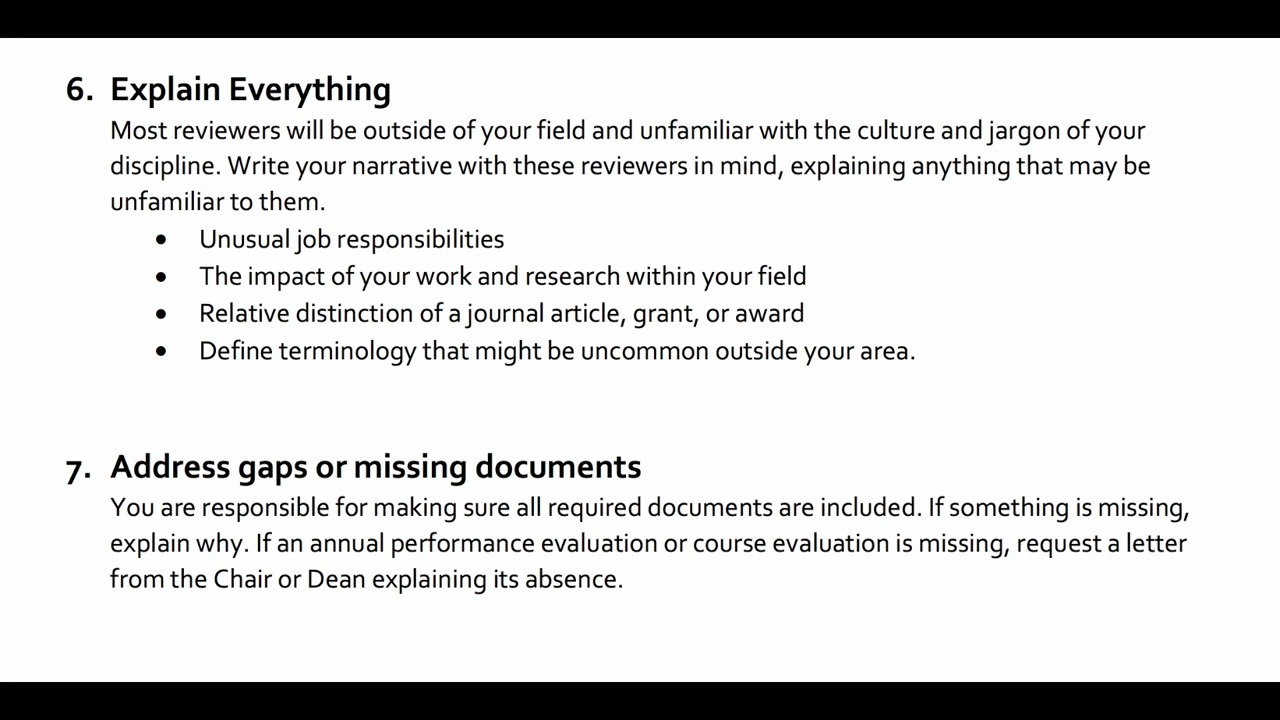 6. Explain Everything
Most reviewers will be outside of your field and unfamiliar with the culture and jargon of your
discipline. Write your narrative with these reviewers in mind, explaining anything that may be
unfamiliar to them.
• Unusual job responsibilities
• The impact of your work and research within your field
• Relative distinction of a journal article, grant, or award
• Define terminology that might be uncommon outside your area.
7. Address gaps or missing documents
You are responsible for making sure all required documents are included. If something is missing,
explain why. If an annual performance evaluation or course evaluation is missing, request a letter
from the Chair or Dean explaining its absence.